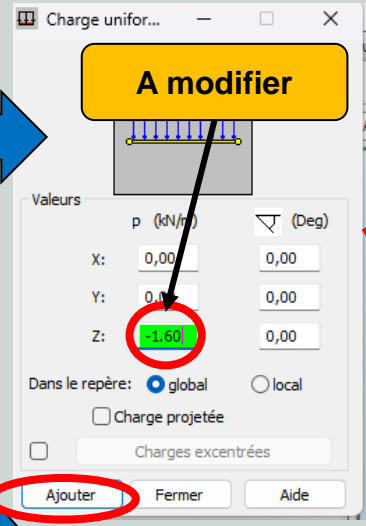 Charge unifor...
A modifier
Valeurs
p (kN/m) (Deg)
X: 0,00 0,00
Y: 0,00 0,00
Z: -1.60 0,00
Dans le repère: global local
Charge projetée
Charges excentrées
Ajouter Fermer Aide